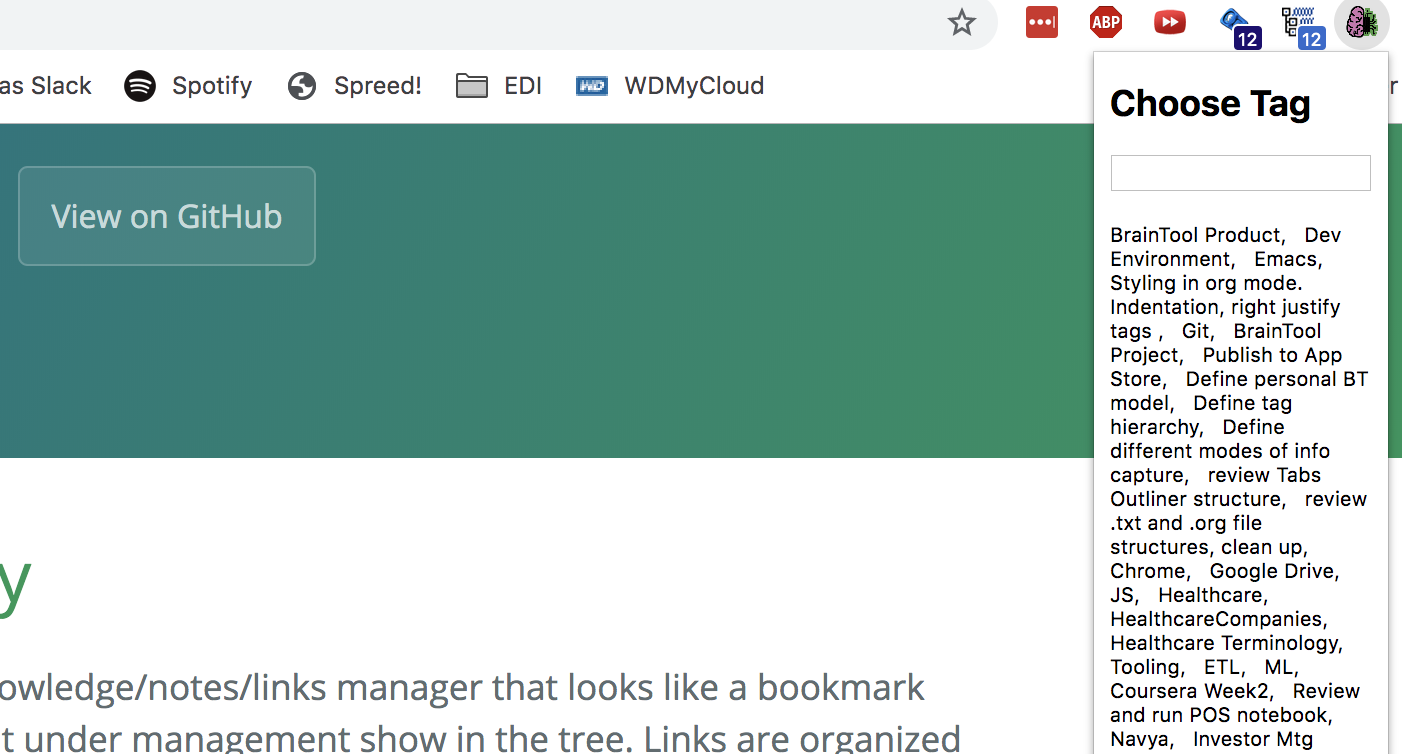 ABP
12
12
as Slack
Spotify
Spreed!
EDI
WD
WDMyCloud
r
View on GitHub
y
owledge/notes/links manager that looks like a bookmark
t under management show in the tree. Links are organized
Choose Tag
BrainTool Product, Dev
Environment, Emacs,
Styling in org mode.
Indentation, right justify
tags , Git, BrainTool
Project, Publish to App
Store, Define personal BT
model, Define tag
hierarchy, Define
different modes of info
capture, review Tabs
Outliner structure, review
.txt and .org file
structures, clean up,
Chrome, Google Drive,
JS, Healthcare,
HealthcareCompanies,
Healthcare Terminology,
Tooling, ETL, ML,
Coursera Week2, Review
and run POS notebook,
Navya, Investor Mtg